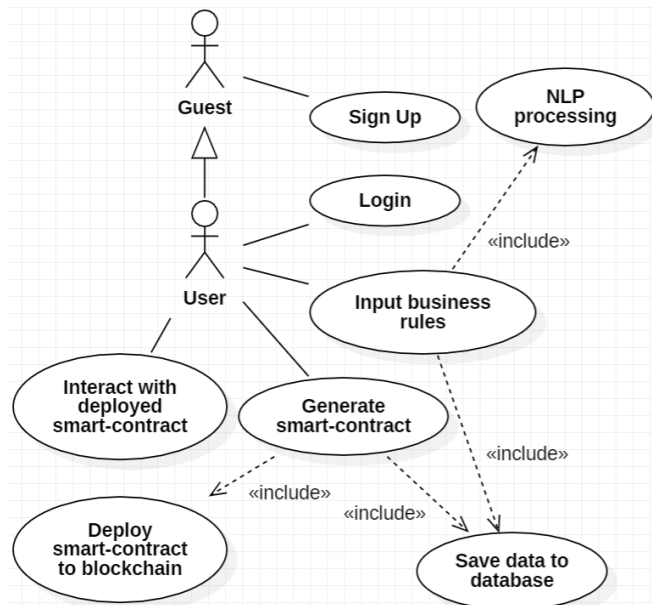 Guest
Sign Up
NLP
processing
Login
«include»
User
Input business
rules
Interact with
deployed
smart-contract
Generate
smart-contract
«include»
«include»
«include»
Deploy
smart-contract
to blockchain
Save data to
database